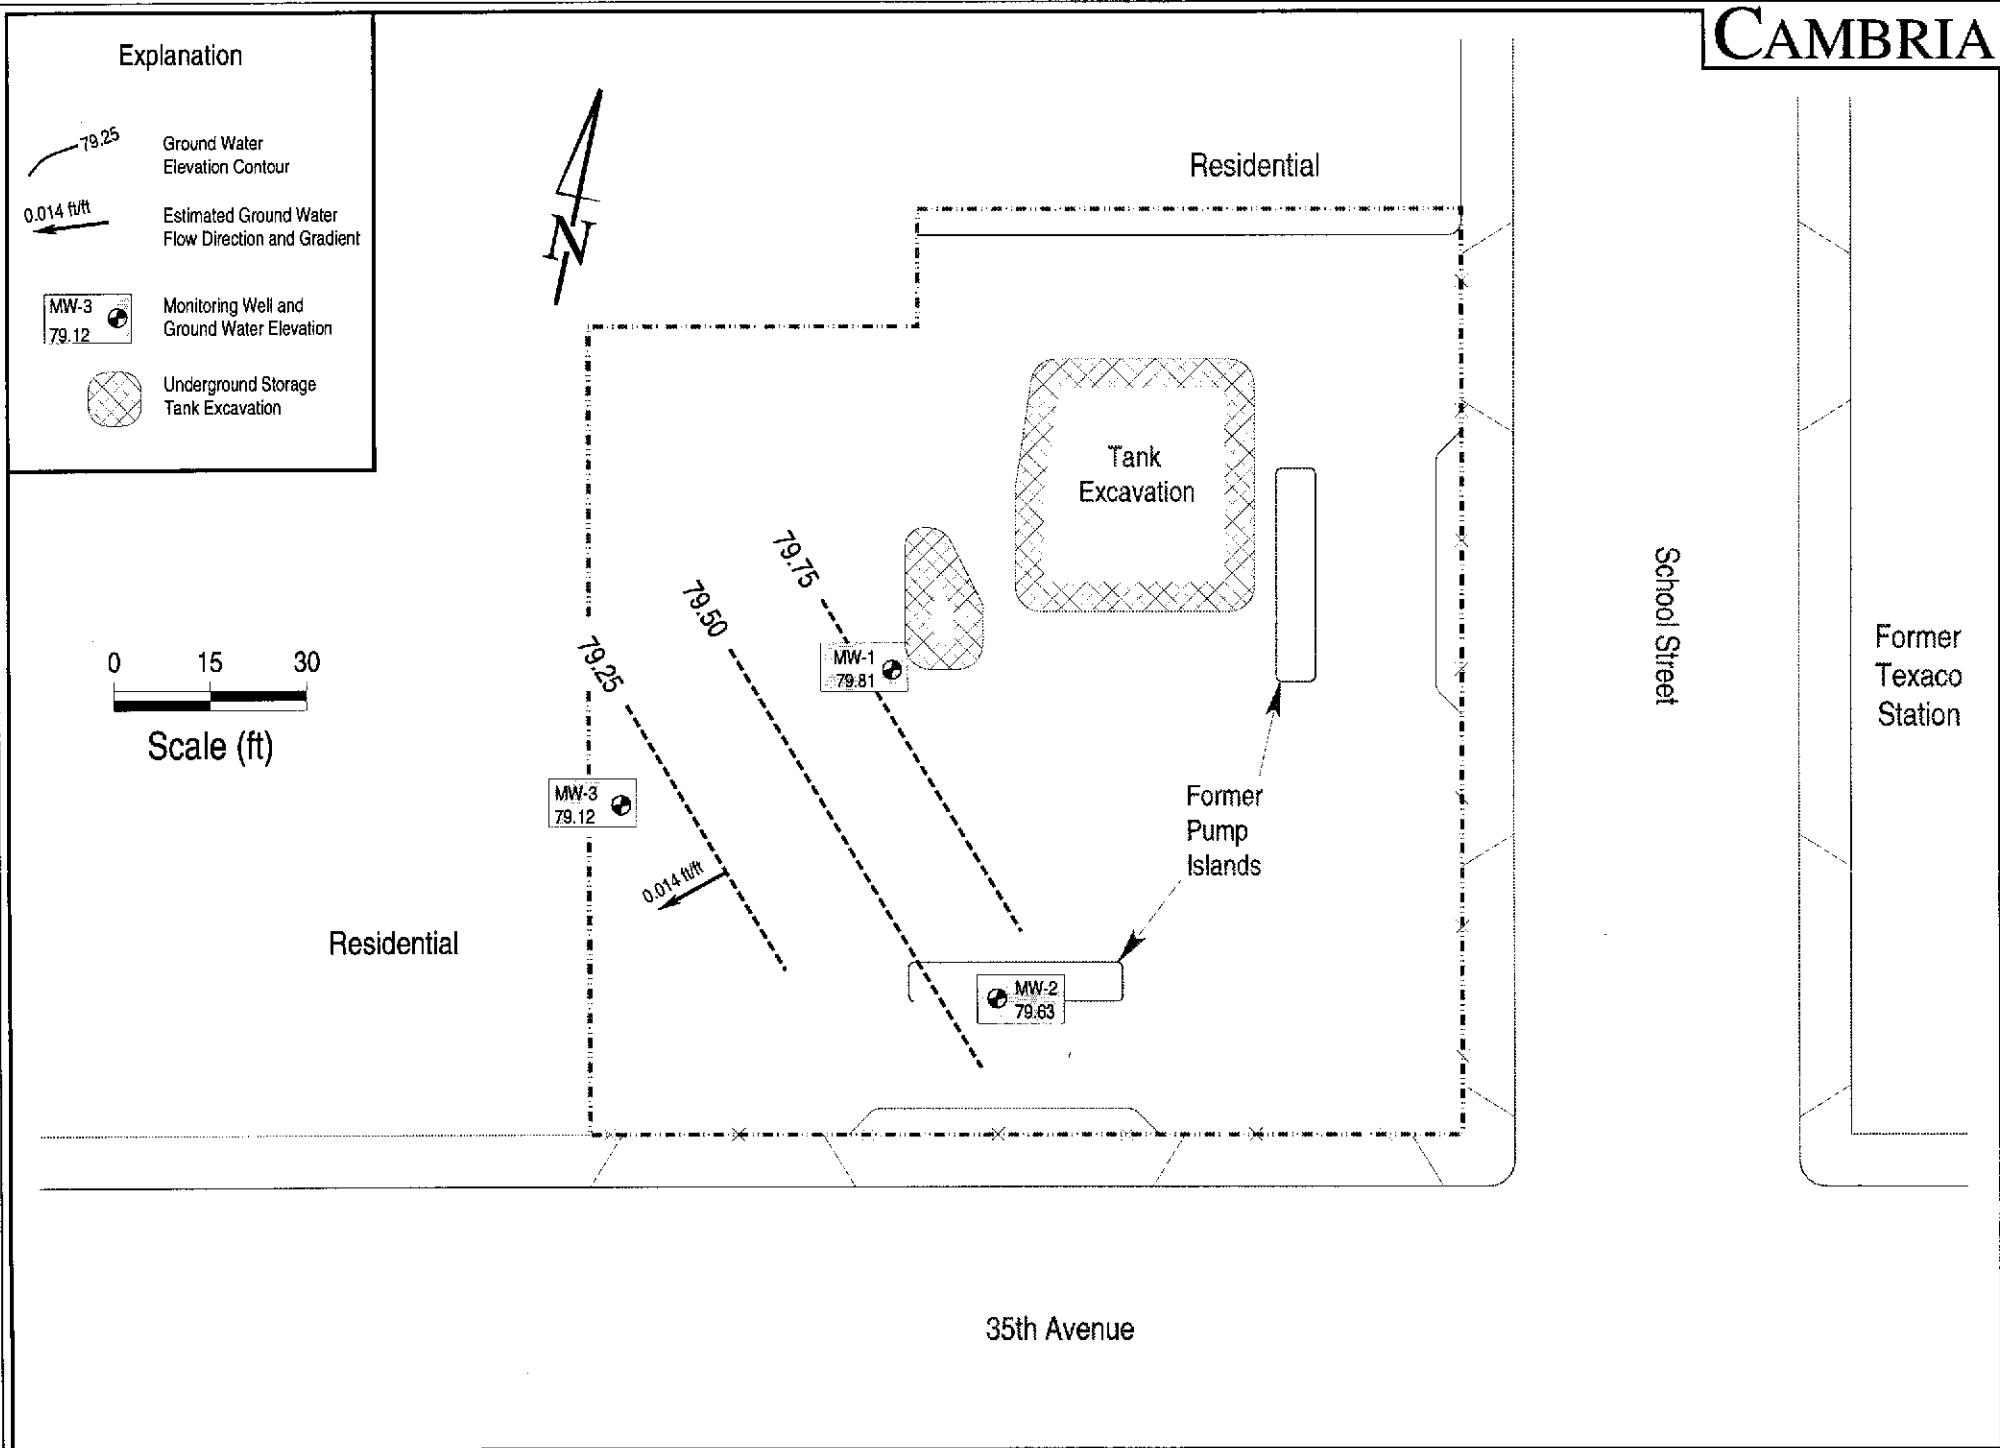 CAMBRIA
Explanation
79.25
Ground Water
Elevation Contour
0.014 ft/ft
Estimated Ground Water
Flow Direction and Gradient
MW-3
79.12
Monitoring Well and
Ground Water Elevation
Underground Storage
Tank Excavation
N
Residential
Tank
Excavation
79.75
79.50
79.25
MW-1
79.81
0 15 30
Scale (ft)
School Street
Former
Texaco
Station
MW-3
79.12
Former
Pump
Islands
0.014 ft/ft
Residential
MW-2
79.63
35th Avenue